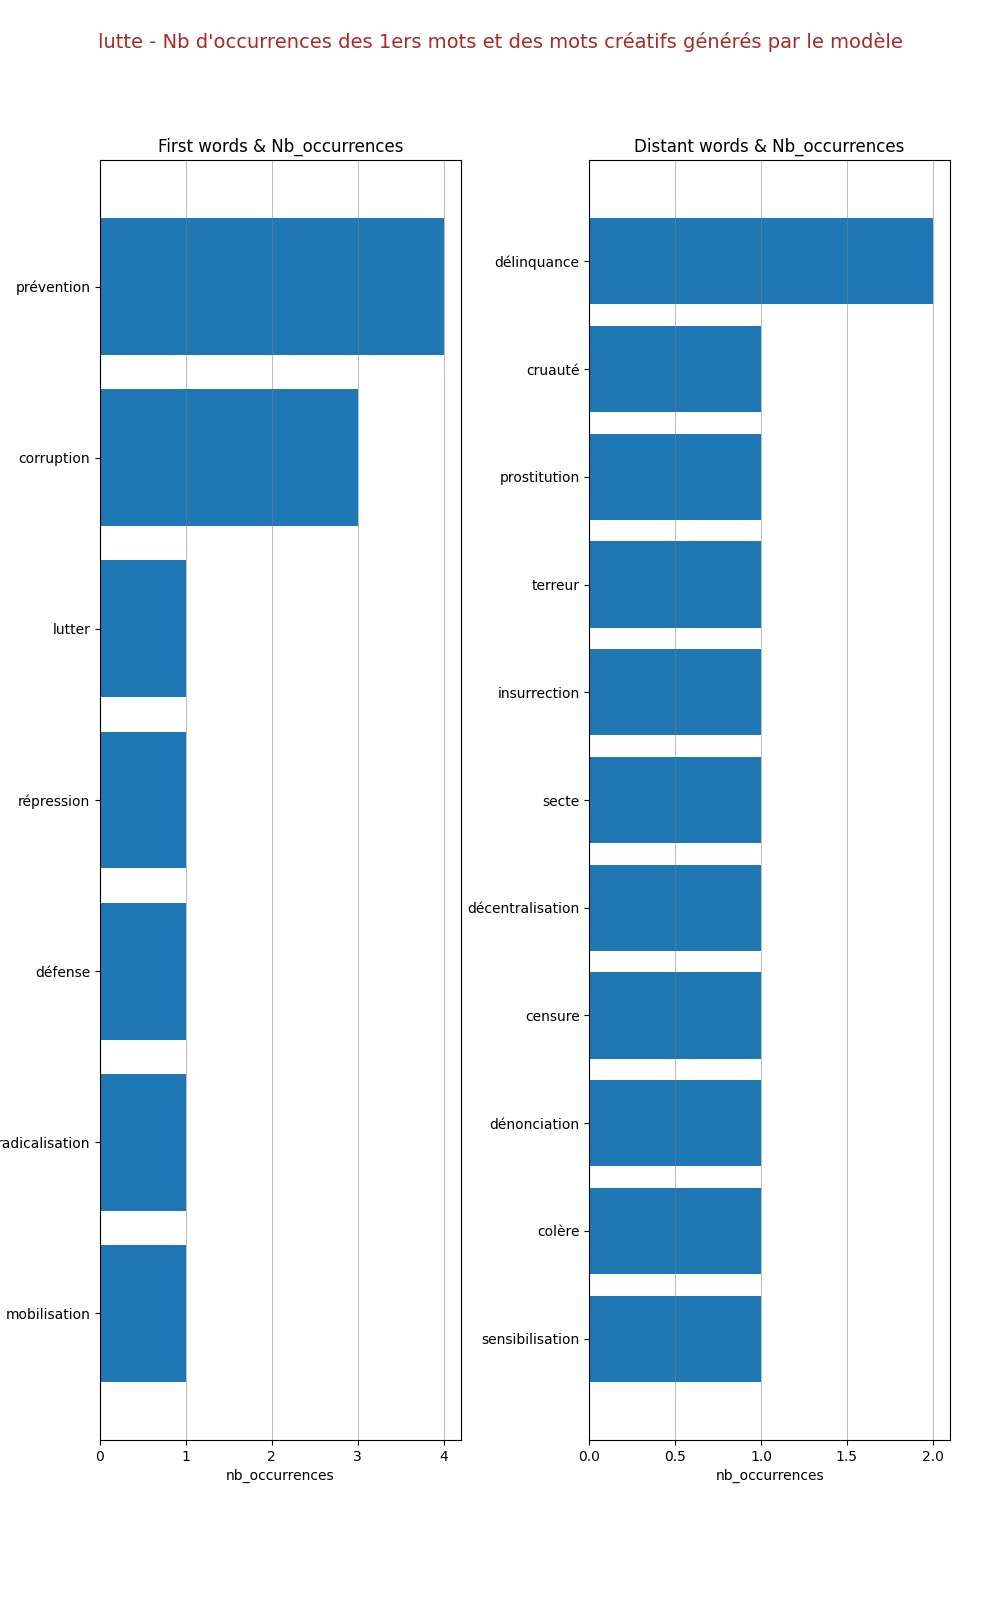 lutte - Nb d'occurrences des 1ers mots et des mots créatifs générés par le modèle
First words & Nb_occurrences
prévention
corruption
lutter
répression
défense
radicalisation
mobilisation
0 1 2 3 4
nb_occurrences
Distant words & Nb_occurrences
délinquance
cruauté
prostitution
terreur
insurrection
secte
décentralisation
censure
dénonciation
colère
sensibilisation
0.0 0.5 1.0 1.5 2.0
nb_occurrences